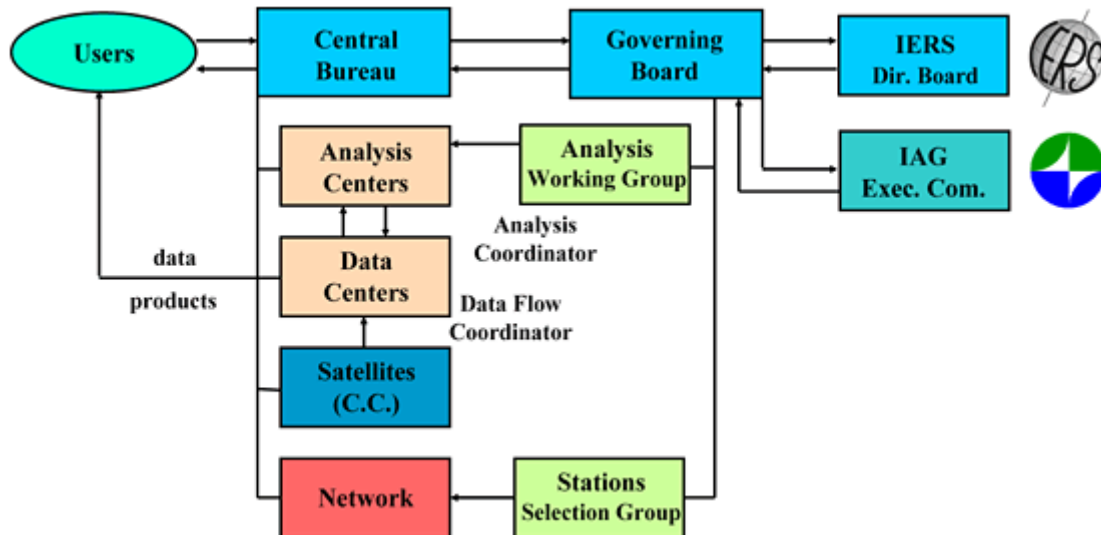 Users
Central
Bureau
Governing
Board
IERS
Dir. Board
IERS
Analysis
Centers
Analysis
Working Group
IAG
Exec. Com.
Analysis
Coordinator
data
products
Data
Centers
Data Flow
Coordinator
Satellites
(C.C.)
Network
Stations
Selection Group